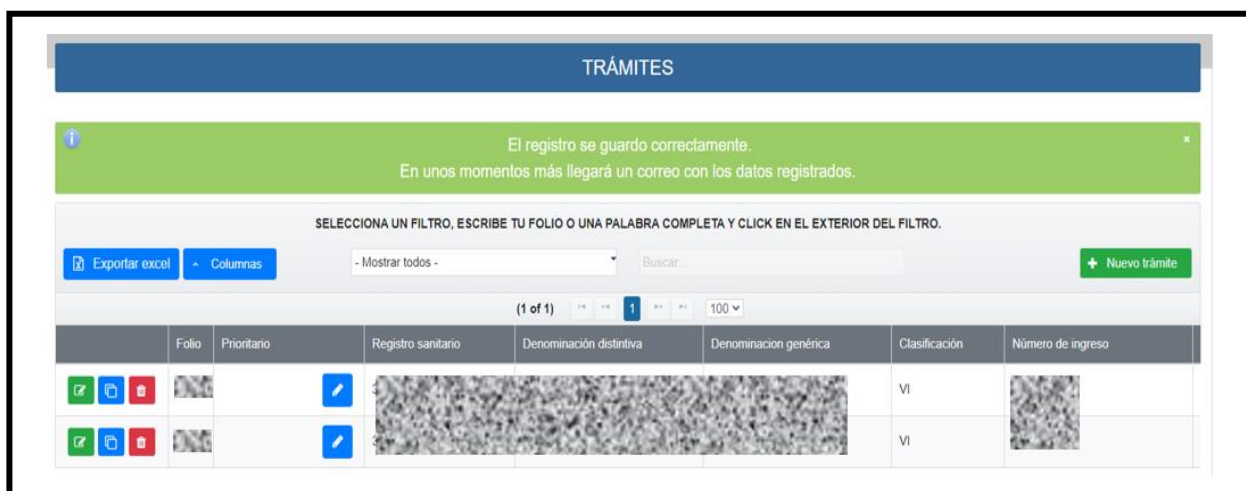 TRÁMITES
El registro se guardo correctamente.
En unos momentos más llegará un correo con los datos registrados.
SELECCIONA UN FILTRO, ESCRIBE TU FOLIO O UNA PALABRA COMPLETA Y CLICK EN EL EXTERIOR DEL FILTRO.
Exportar excel Columnas - Mostrar todos - Buscar... Nuevo trámite
(1 of 1) 1 100
Folio Prioritario Registro sanitario Denominación distintiva Denominacion genérica Clasificación Número de ingreso
VI
VI